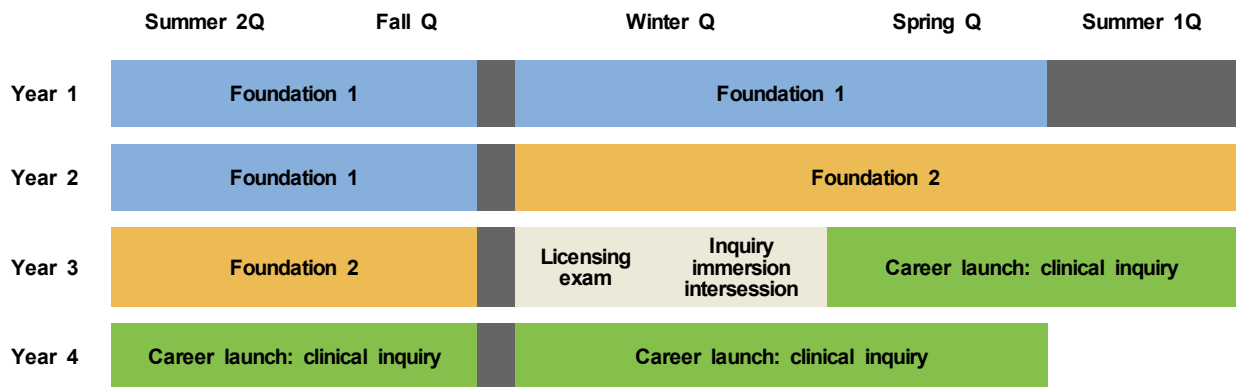 Summer 2Q Fall Q Winter Q Spring Q Summer 1Q
Year 1 Foundation 1 Foundation 1
Year 2 Foundation 1 Foundation 2
Year 3 Foundation 2 Licensing exam Inquiry immersion intersession Career launch: clinical inquiry
Year 4 Career launch: clinical inquiry Career launch: clinical inquiry